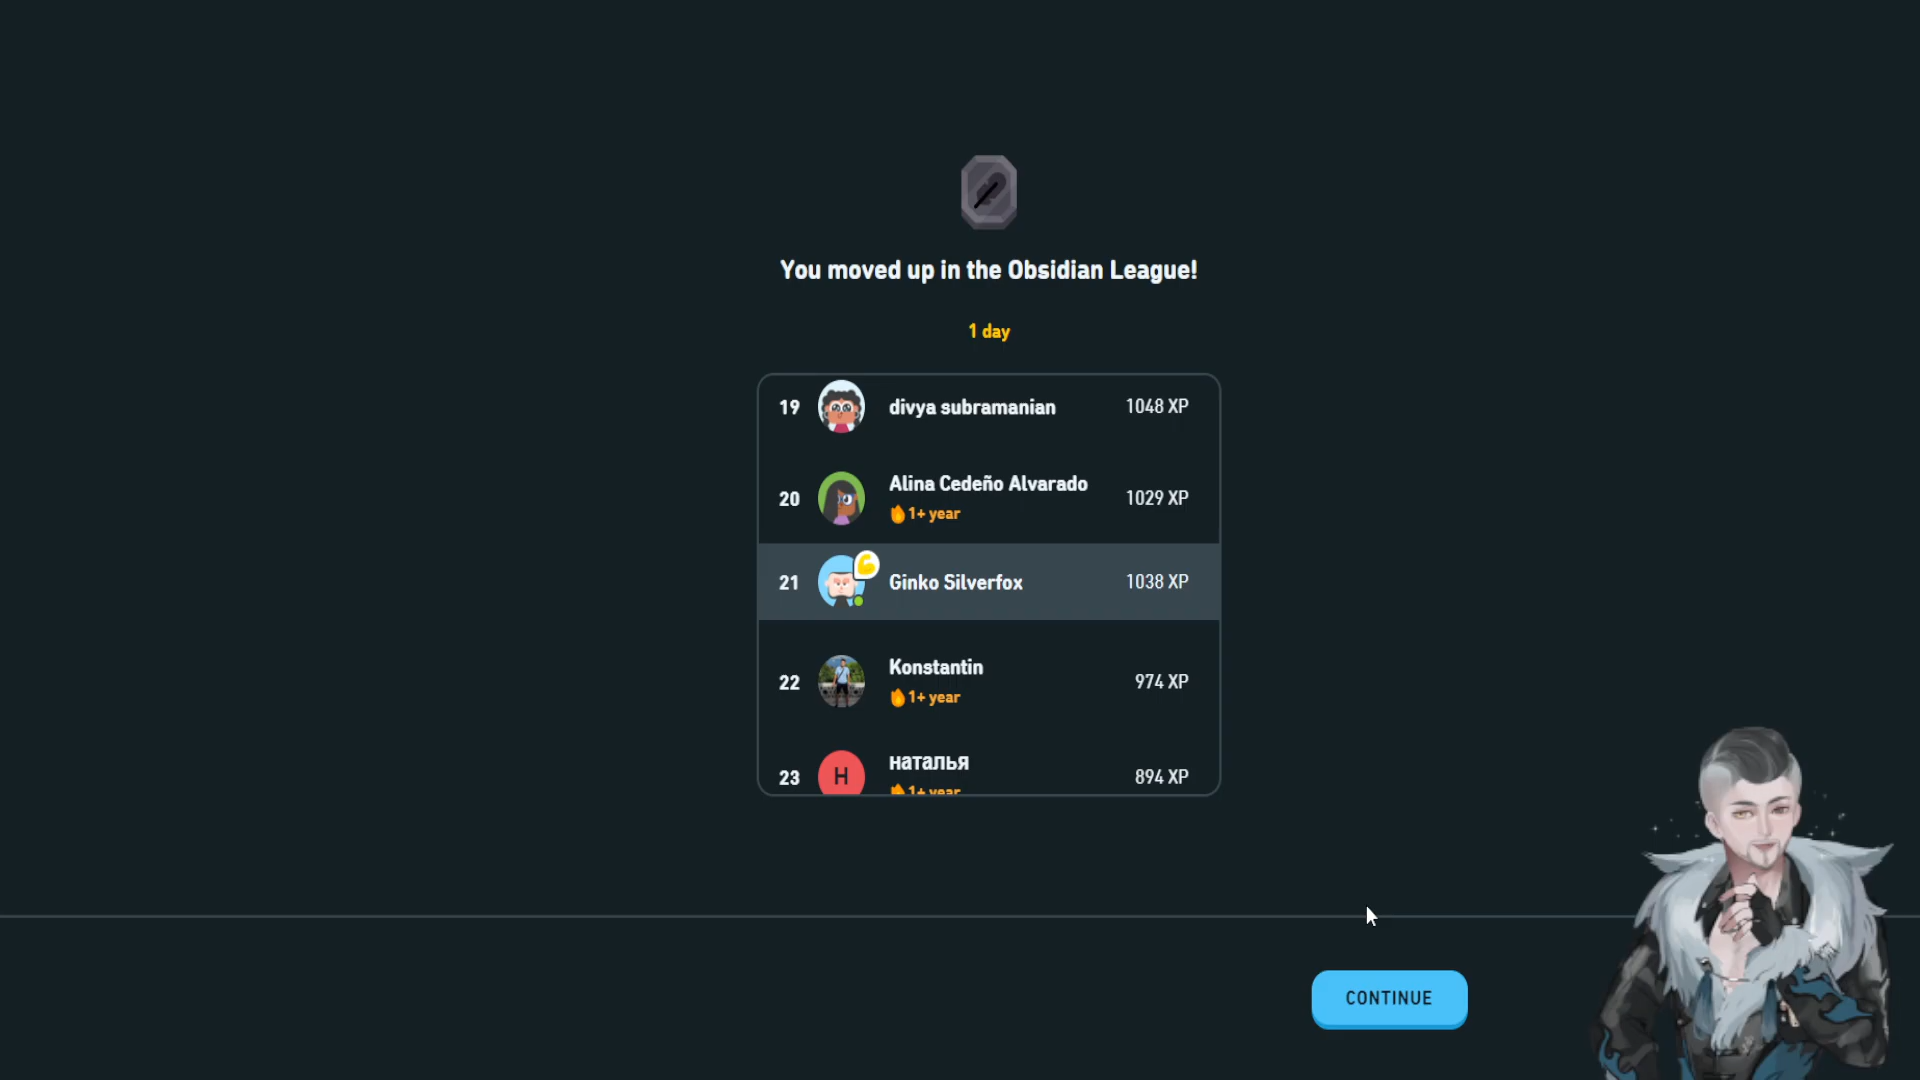 You moved up in the Obsidian League!
1 day
19 divya subramanian 1048 XP
20 Alina Cedeño Alvarado 1029 XP
1+ year
21 Ginko Silverfox 1038 XP
22 Konstantin 974 XP
1+ year
23 H наталья 894 XP
1+ year
CONTINUE